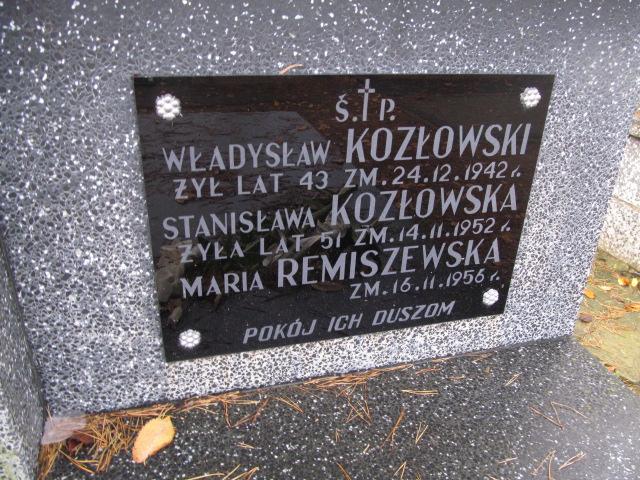 Ś. † P.
WŁADYSŁAW KOZŁOWSKI
ŻYŁ LAT 43 ZM. 24.12.1942 r.
STANISŁAWA KOZŁOWSKA
ŻYŁA LAT 51 ZM. 14.11.1952 r.
MARIA REMISZEWSKA
ZM. 16.11.1956 r.
POKÓJ ICH DUSZOM